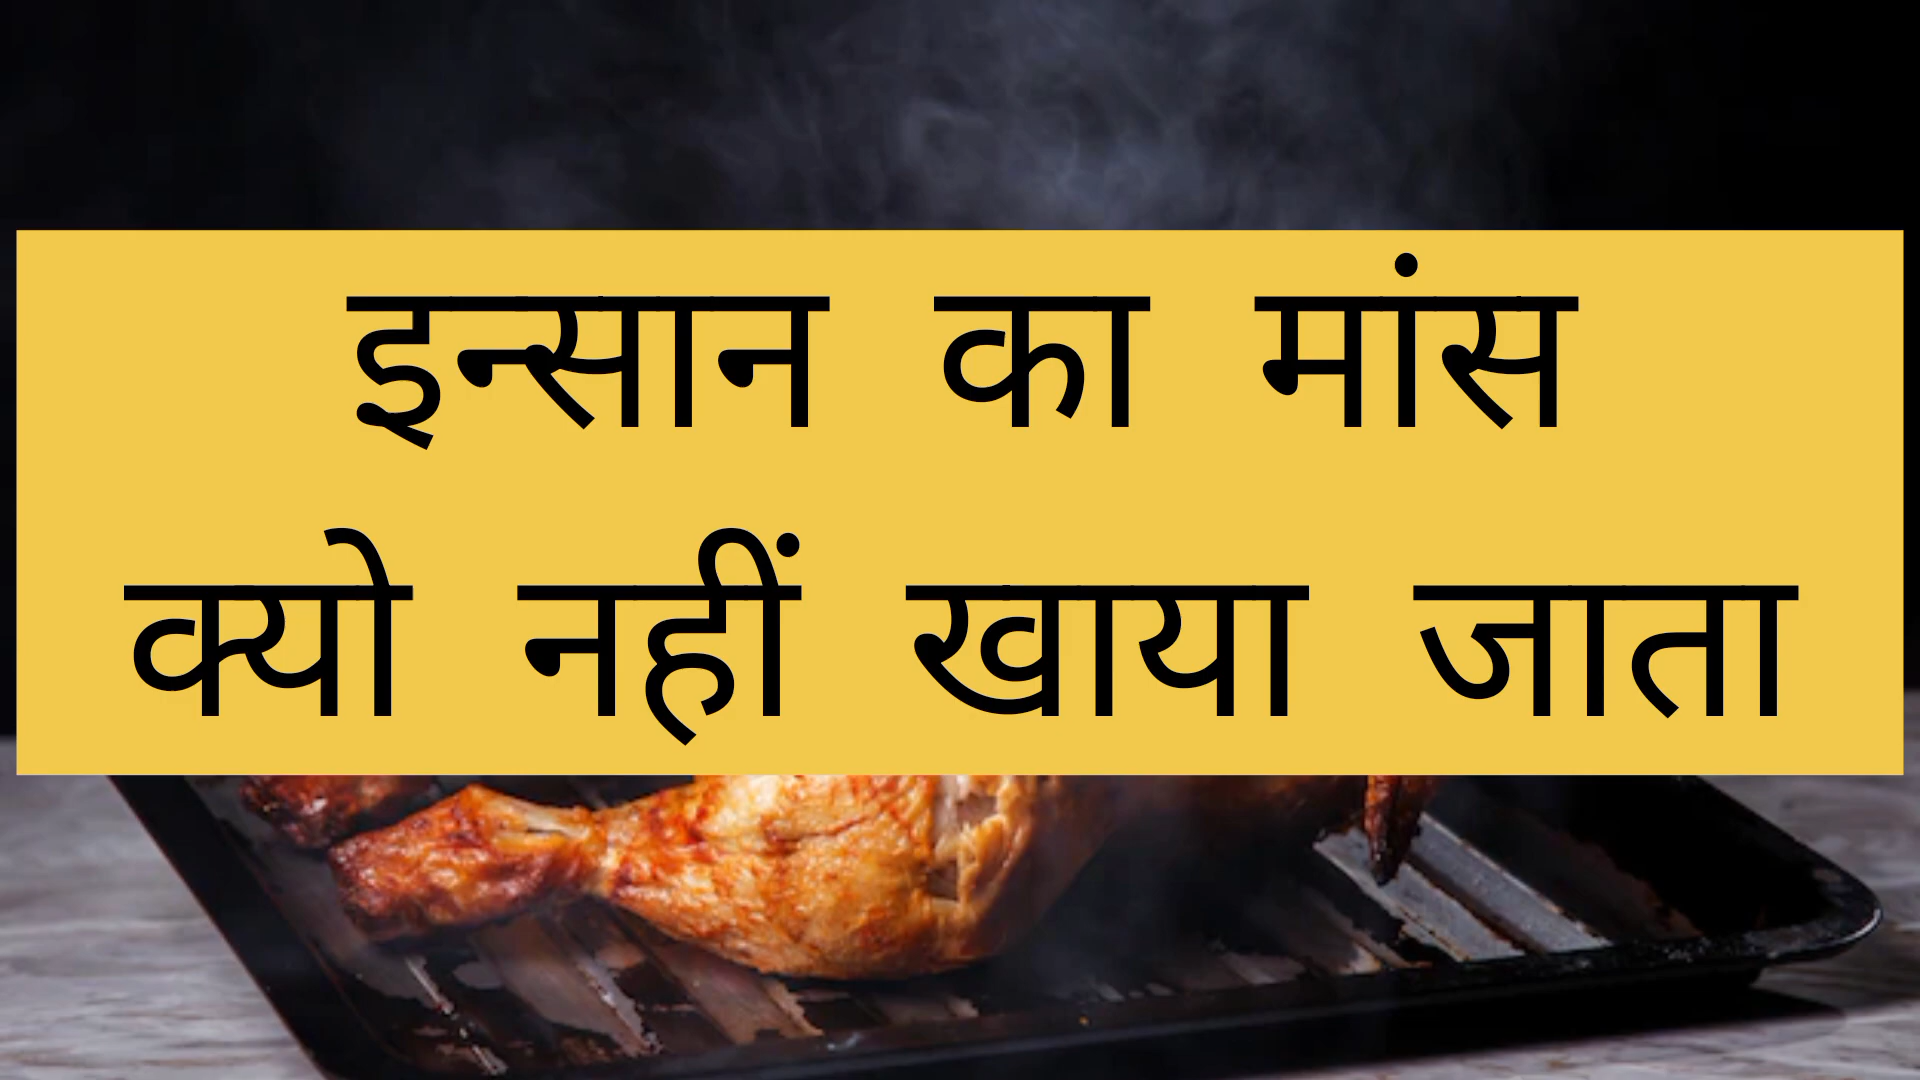 इन्सान का मांस
क्यो नहीं खाया जाता